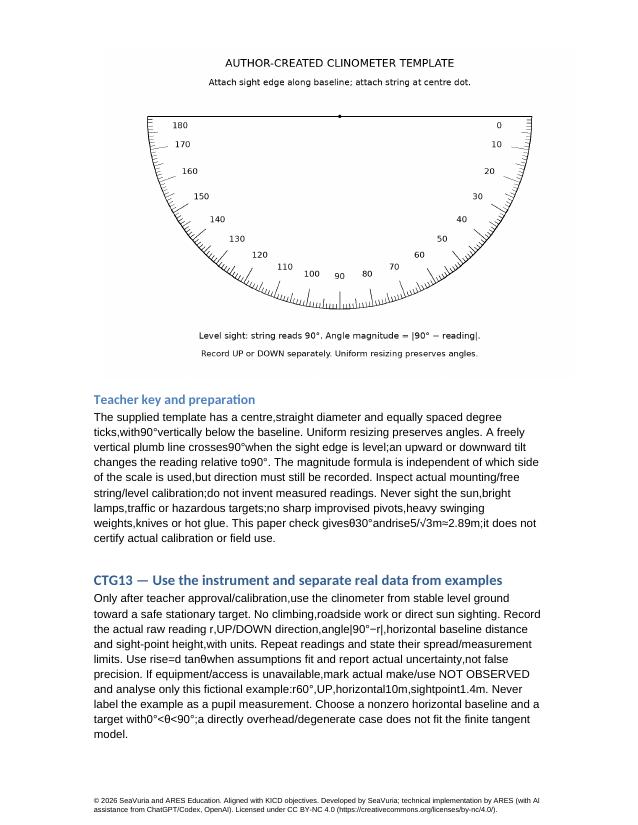 AUTHOR-CREATED CLINOMETER TEMPLATE
Attach sight edge along baseline; attach string at centre dot.
180 0
170 10
160 20
150 30
140 40
130 50
120 60
110 70
100 90 80
Level sight: string reads 90°. Angle magnitude = |90° − reading|.
Record UP or DOWN separately. Uniform resizing preserves angles.
Teacher key and preparation
The supplied template has a centre,straight diameter and equally spaced degree
ticks,with90°vertically below the baseline. Uniform resizing preserves angles. A freely
vertical plumb line crosses90°when the sight edge is level;an upward or downward tilt
changes the reading relative to90°. The magnitude formula is independent of which side
of the scale is used,but direction must still be recorded. Inspect actual mounting/free
string/level calibration;do not invent measured readings. Never sight the sun,bright
lamps,traffic or hazardous targets;no sharp improvised pivots,heavy swinging
weights,knives or hot glue. This paper check givesθ30°andrise5/√3m≈2.89m;it does not
certify actual calibration or field use.
CTG13 — Use the instrument and separate real data from examples
Only after teacher approval/calibration,use the clinometer from stable level ground
toward a safe stationary target. No climbing,roadside work or direct sun sighting. Record
the actual raw reading r,UP/DOWN direction,angle|90°−r|,horizontal baseline distance
and sight-point height,with units. Repeat readings and state their spread/measurement
limits. Use rise=d tanθwhen assumptions fit and report actual uncertainty,not false
precision. If equipment/access is unavailable,mark actual make/use NOT OBSERVED
and analyse only this fictional example:r60°,UP,horizontal10m,sightpoint1.4m. Never
label the example as a pupil measurement. Choose a nonzero horizontal baseline and a
target with0°<θ<90°;a directly overhead/degenerate case does not fit the finite tangent
model.
© 2026 SeaVuria and ARES Education. Aligned with KICD objectives. Developed by SeaVuria; technical implementation by ARES (with AI
assistance from ChatGPT/Codex, OpenAI). Licensed under CC BY-NC 4.0 (https://creativecommons.org/licenses/by-nc/4.0/).